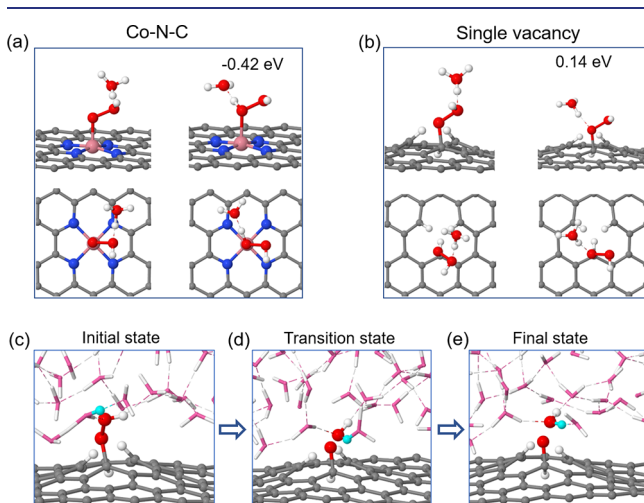 (a) Co-N-C
-0.42 eV
(b) Single vacancy
0.14 eV
(c) Initial state
(d) Transition state
(e) Final state